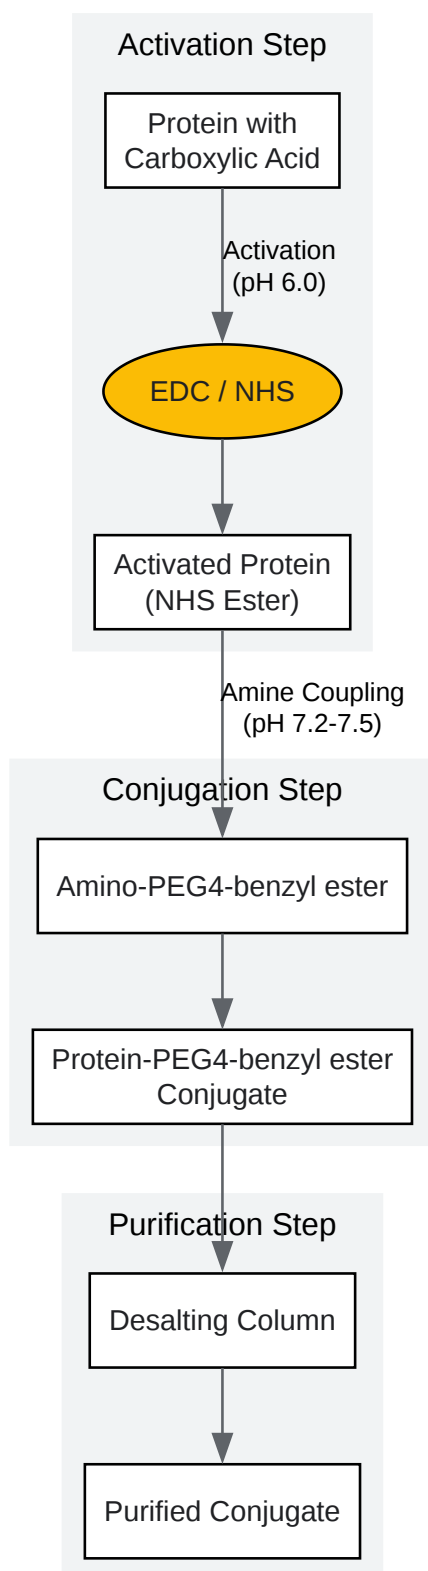 Activation Step
Protein with
Carboxylic Acid
Activation
(pH 6.0)
EDC / NHS
Activated Protein
(NHS Ester)
Amine Coupling
(pH 7.2-7.5)
Conjugation Step
Amino-PEG4-benzyl ester
Protein-PEG4-benzyl ester
Conjugate
Purification Step
Desalting Column
Purified Conjugate